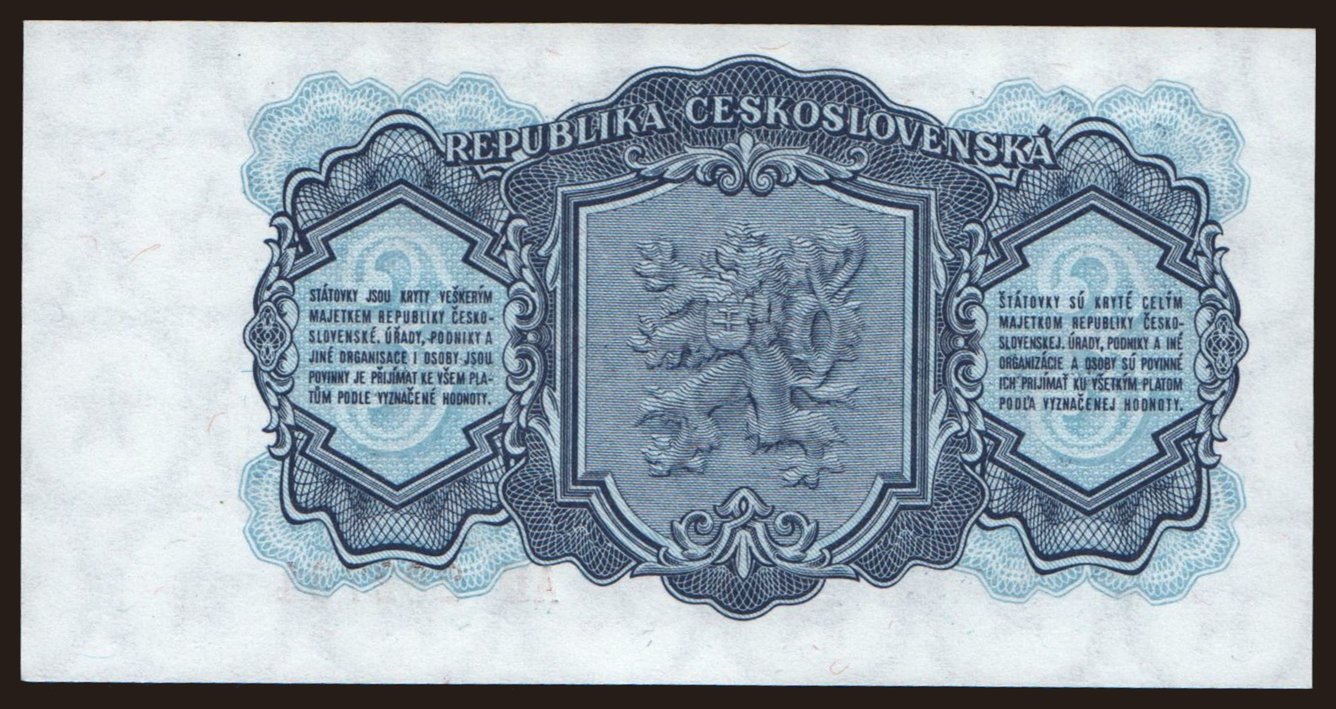 REPUBLIKA ČESKOSLOVENSKÁ
3
STÁTOVKY JSOU KRYTY VEŠKERÝM
MAJETKEM REPUBLIKY ČESKO-
SLOVENSKÉ. ÚŘADY, PODNIKY A
JINÉ ORGANISACE I OSOBY JSOU
POVINNY JE PŘIJÍMAT KE VŠEM PLA-
TŮM PODLE VYZNAČENÉ HODNOTY.
3
ŠTÁTOVKY SÚ KRYTÉ CELÝM
MAJETKOM REPUBLIKY ČESKO-
SLOVENSKEJ. ÚRADY, PODNIKY A INÉ
ORGANIZÁCIE A OSOBY SÚ POVINNÉ
ICH PRIJÍMAŤ KU VŠETKÝM PLATOM
PODĽA VYZNAČENEJ HODNOTY.